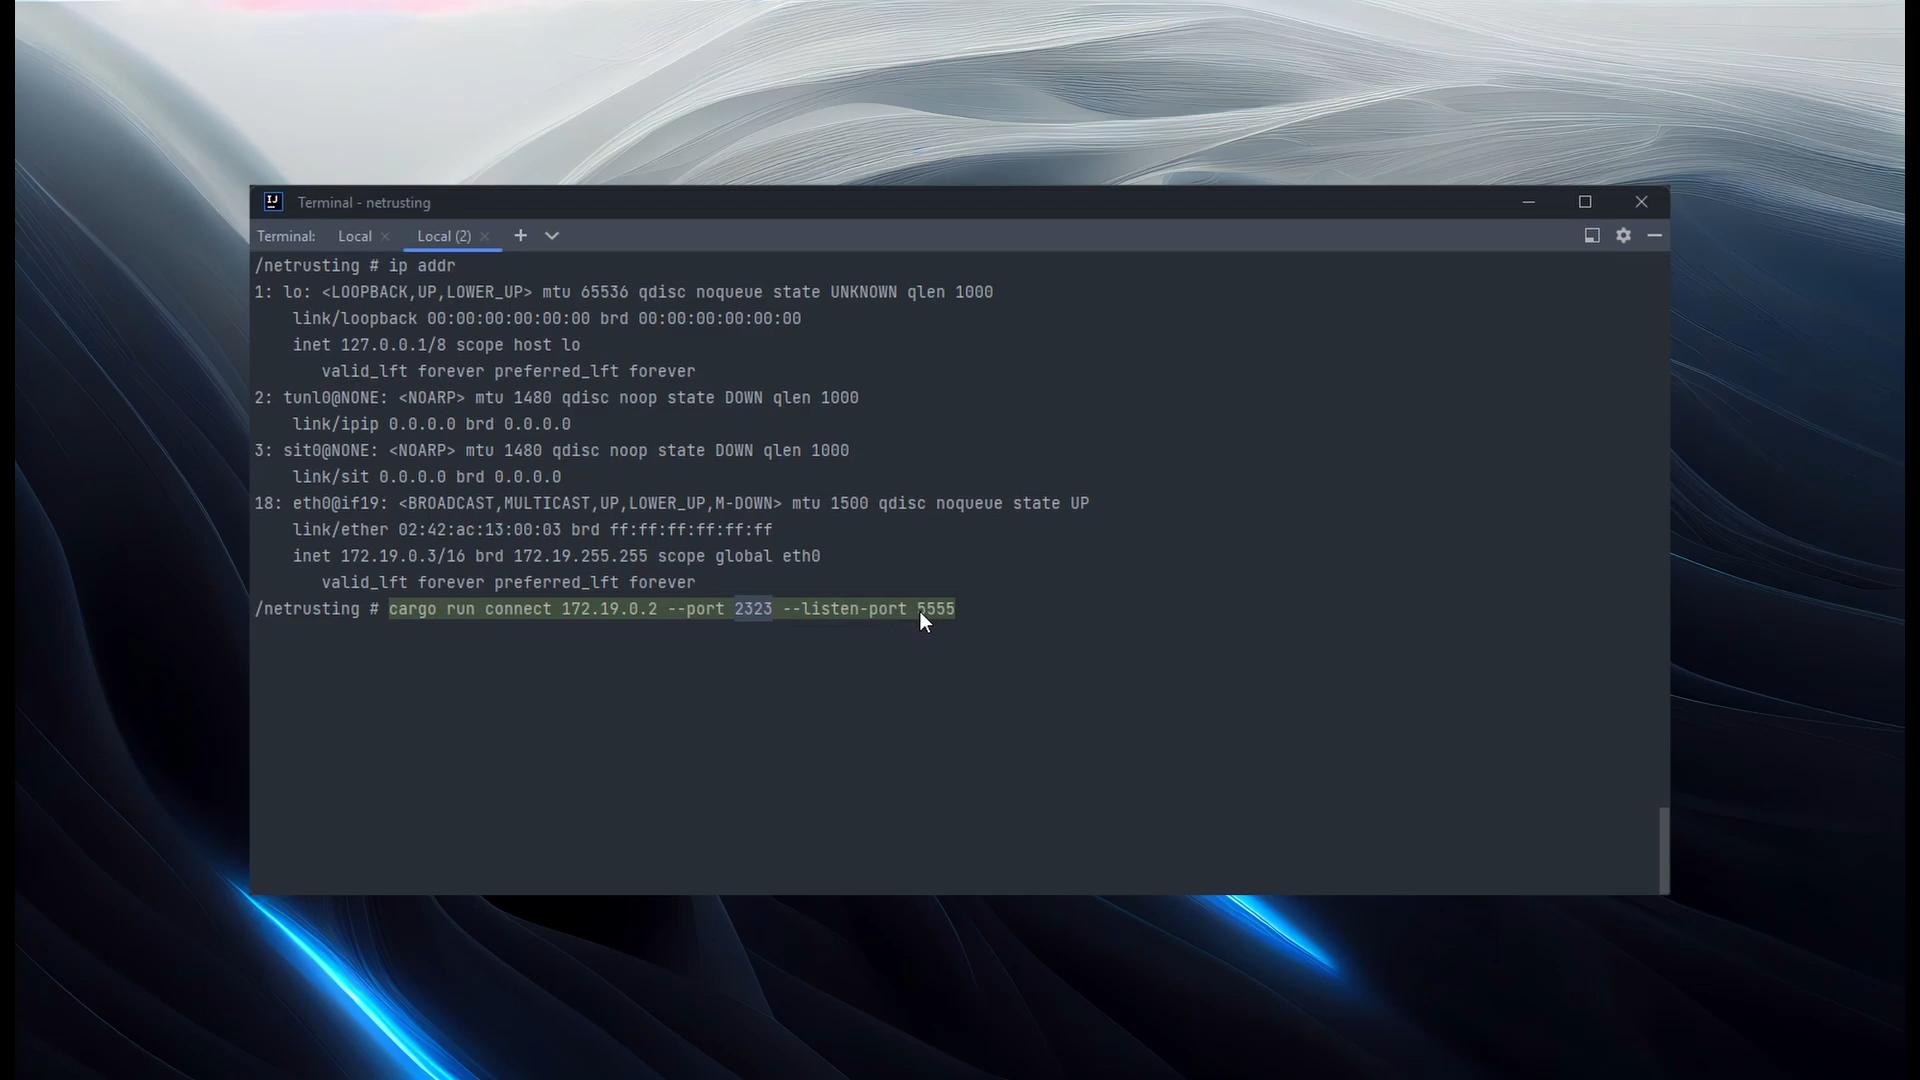 IJ
Terminal - netrusting
Terminal: Local Local (2)
/netrusting # ip addr
1: lo: <LOOPBACK,UP,LOWER_UP> mtu 65536 qdisc noqueue state UNKNOWN qlen 1000
link/loopback 00:00:00:00:00:00 brd 00:00:00:00:00:00
inet 127.0.0.1/8 scope host lo
valid_lft forever preferred_lft forever
2: tunl0@NONE: <NOARP> mtu 1480 qdisc noop state DOWN qlen 1000
link/ipip 0.0.0.0 brd 0.0.0.0
3: sit0@NONE: <NOARP> mtu 1480 qdisc noop state DOWN qlen 1000
link/sit 0.0.0.0 brd 0.0.0.0
18: eth0@if19: <BROADCAST,MULTICAST,UP,LOWER_UP,M-DOWN> mtu 1500 qdisc noqueue state UP
link/ether 02:42:ac:13:00:03 brd ff:ff:ff:ff:ff:ff
inet 172.19.0.3/16 brd 172.19.255.255 scope global eth0
valid_lft forever preferred_lft forever
/netrusting # cargo run connect 172.19.0.2 --port 2323 --listen-port 5555